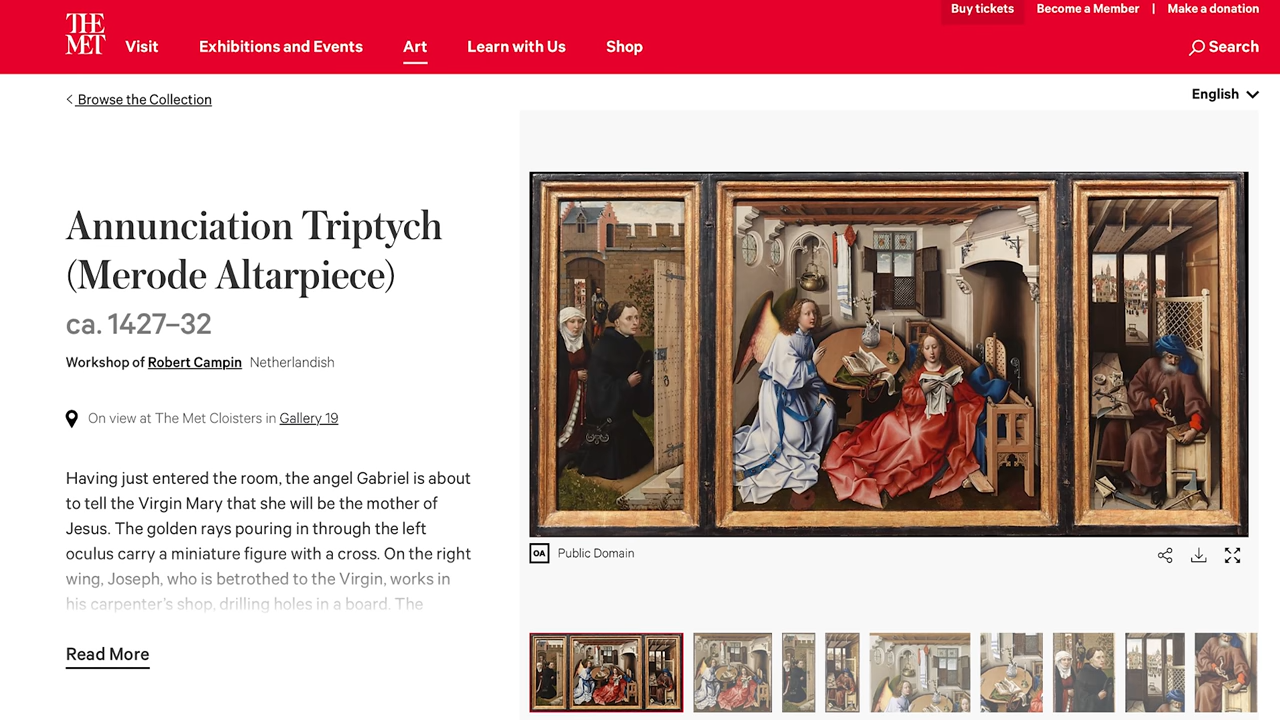 Buy tickets
Become a Member | Make a donation
THE
MET
Visit
Exhibitions and Events
Art
Learn with Us
Shop
Search
Browse the Collection
English
Annunciation Triptych
(Merode Altarpiece)
ca. 1427–32
Workshop of Robert Campin Netherlandish
On view at The Met Cloisters in Gallery 19
Having just entered the room, the angel Gabriel is about
to tell the Virgin Mary that she will be the mother of
Jesus. The golden rays pouring in through the left
oculus carry a miniature figure with a cross. On the right
wing, Joseph, who is betrothed to the Virgin, works in
his carpenter's shop, drilling holes in a board. The
Read More
OA Public Domain